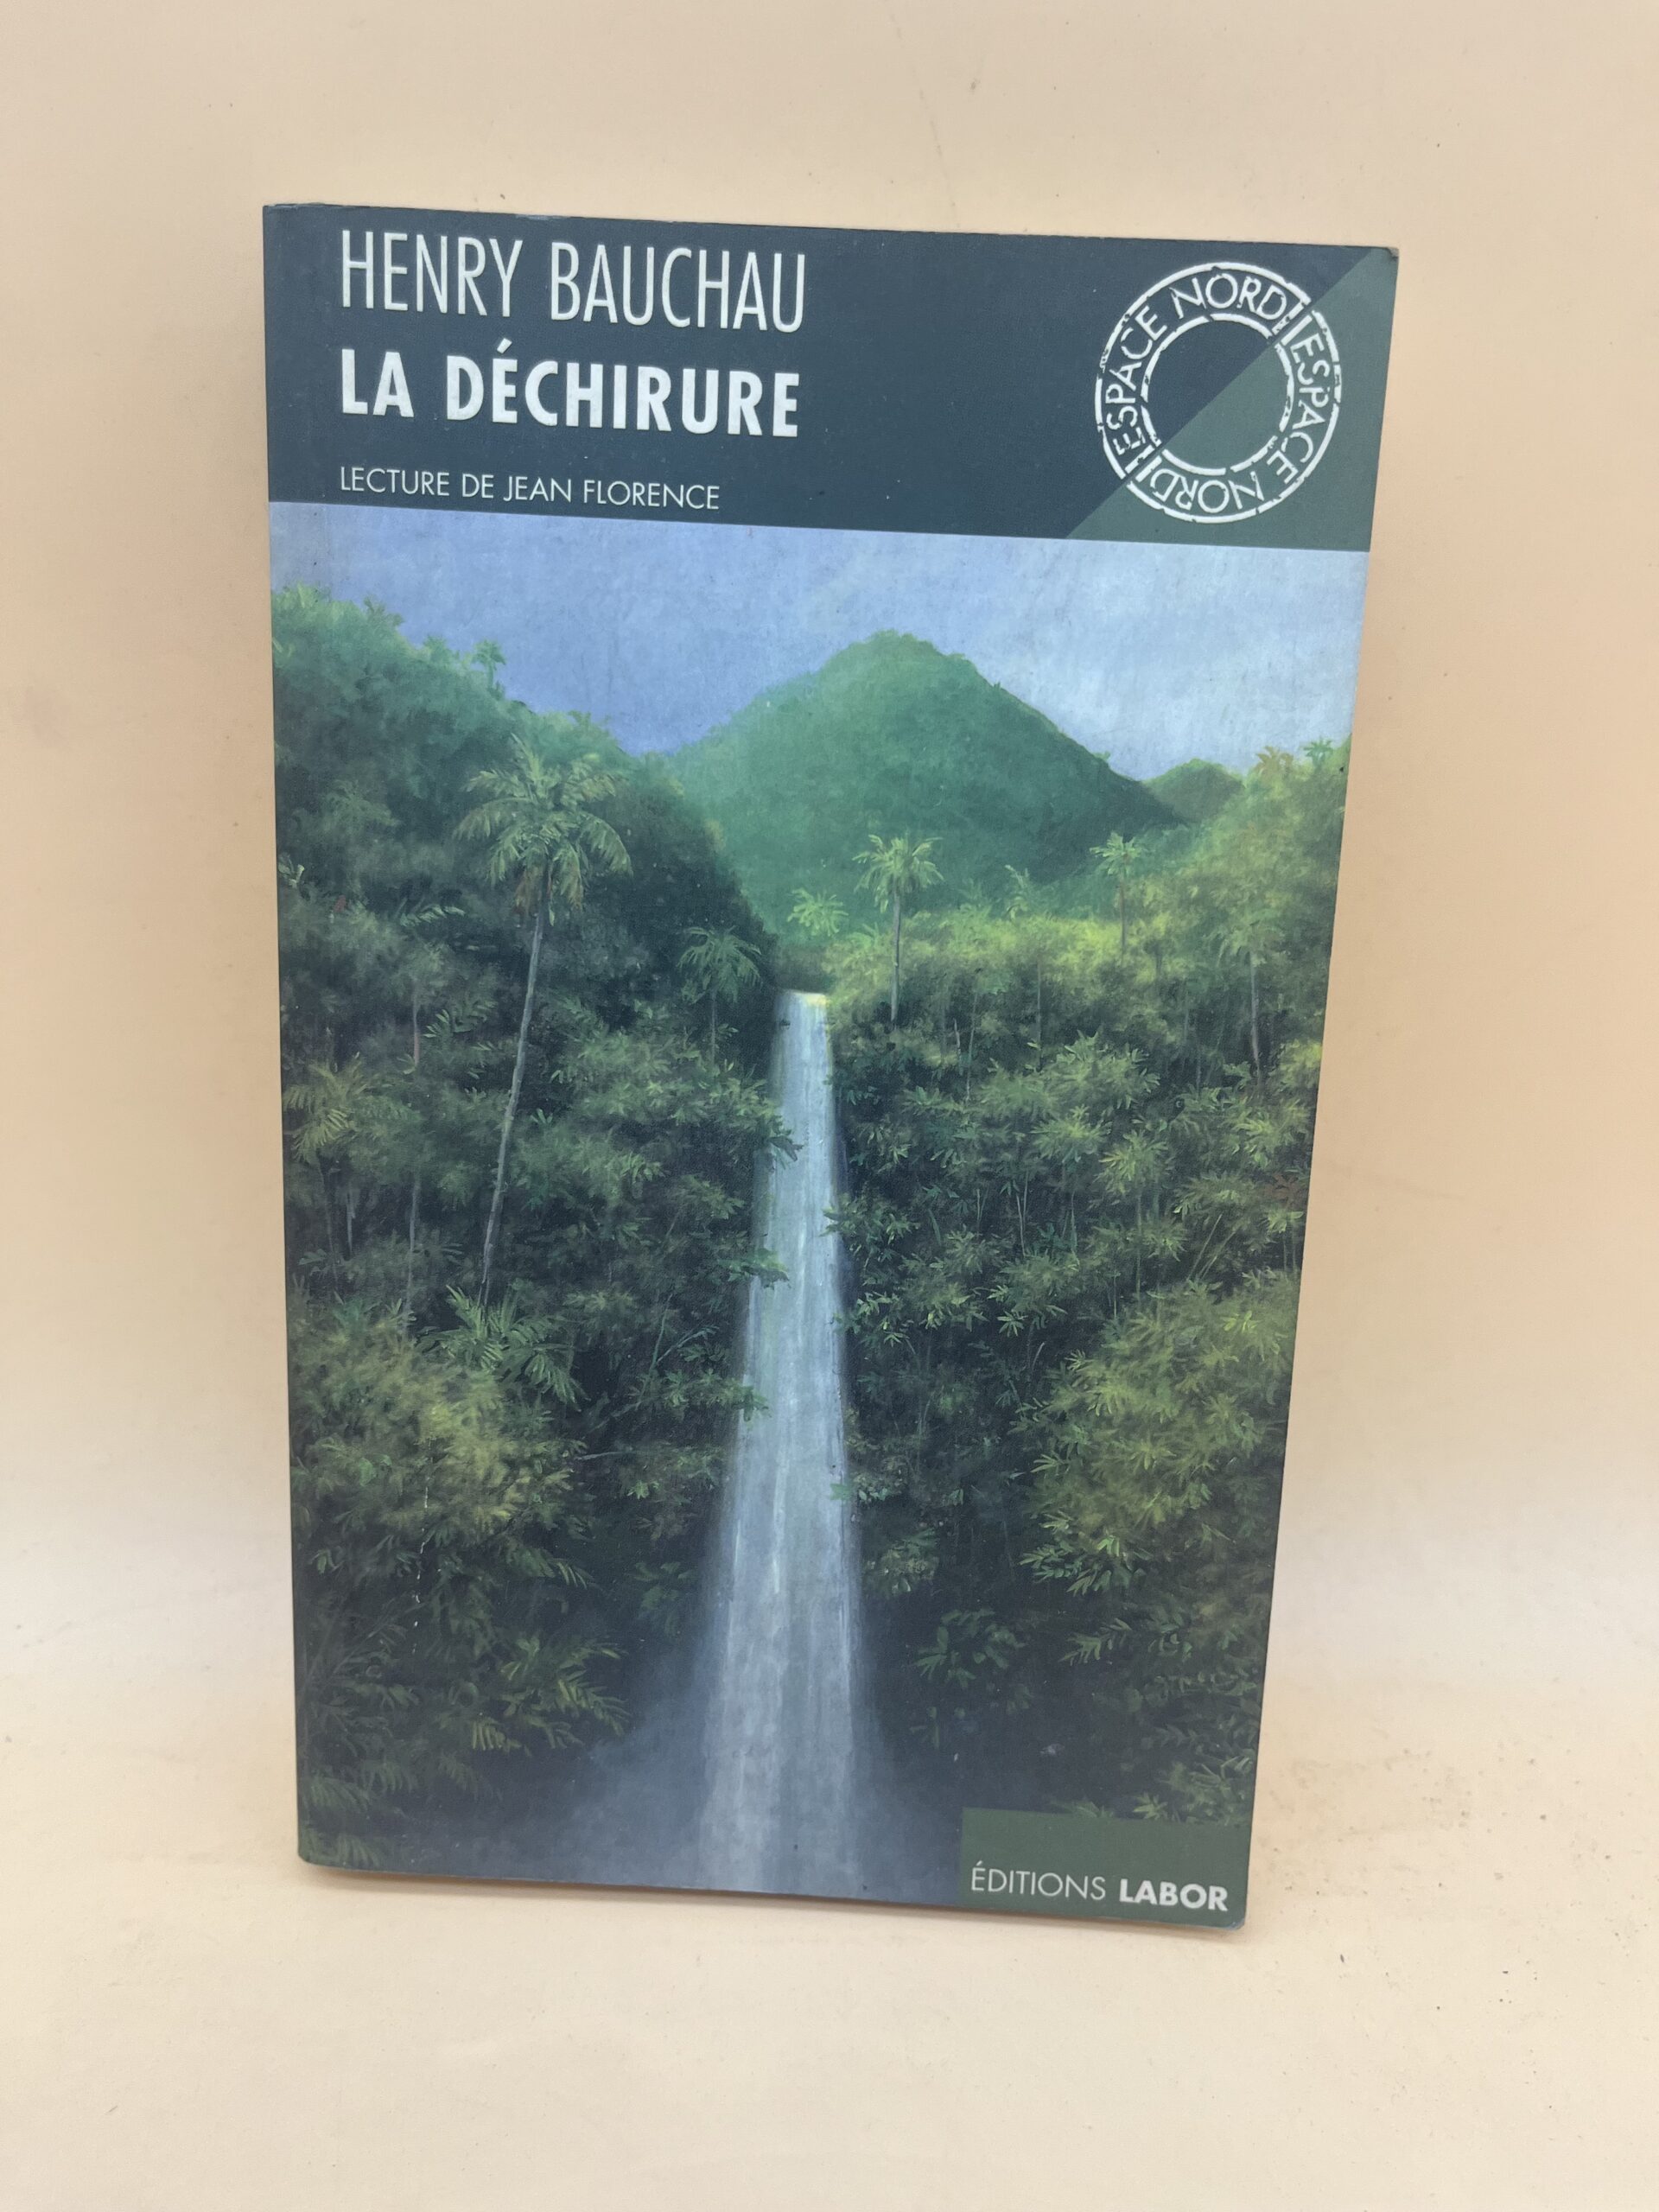 HENRY BAUCHAU
LA DÉCHIRURE
LECTURE DE JEAN FLORENCE
ESPACE NORD
ESPACE NORD
ÉDITIONS LABOR